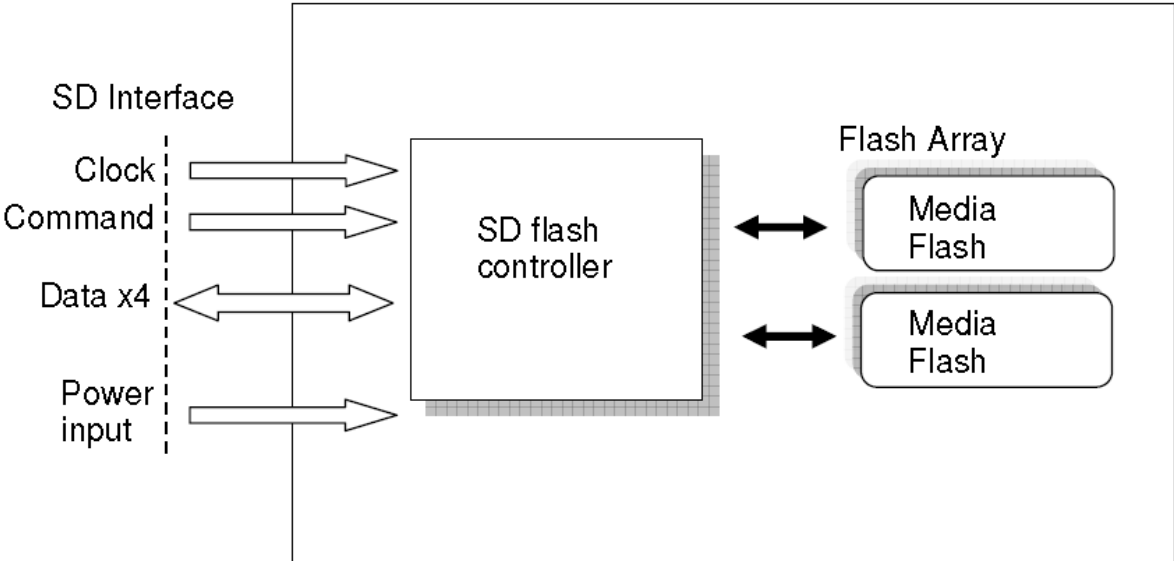 SD Interface
Clock
Command
Data x4
Power
input
SD flash
controller
Flash Array
Media
Flash
Media
Flash